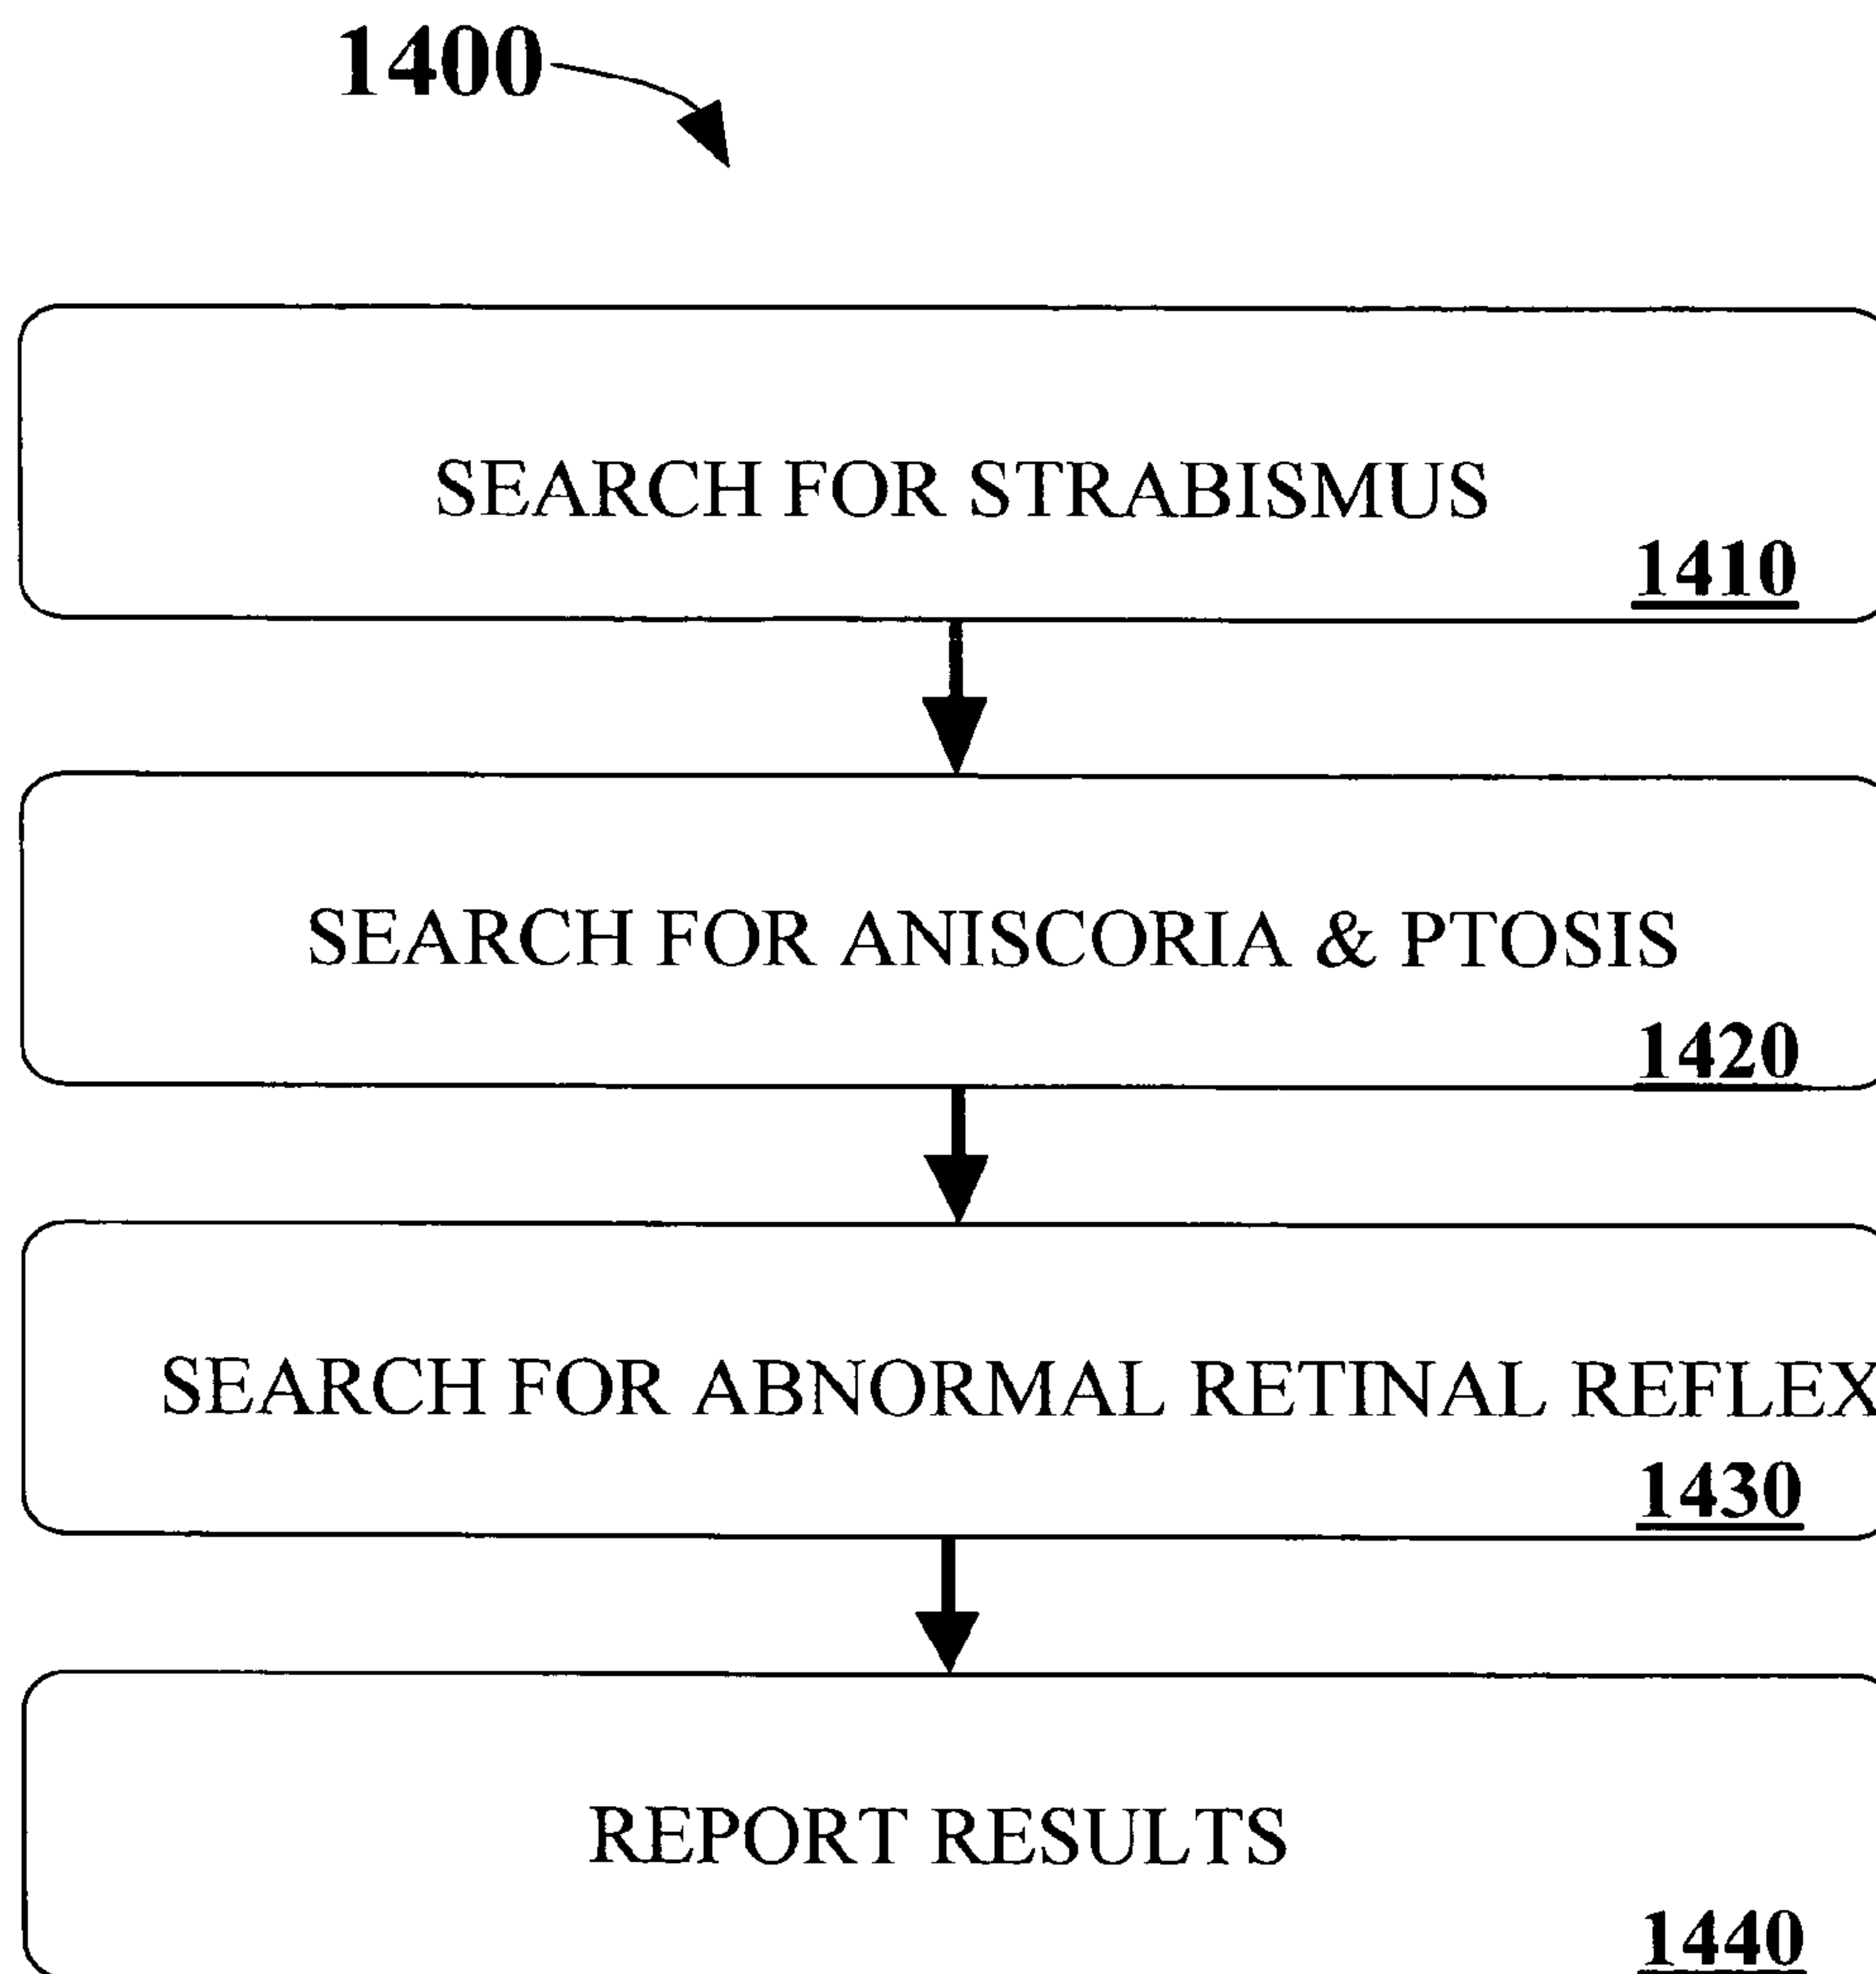 1400
SEARCH FOR STRABISMUS
1410
SEARCH FOR ANISCORIA & PTOSIS
1420
SEARCH FOR ABNORMAL RETINAL REFLEX
1430
REPORT RESULTS
1440